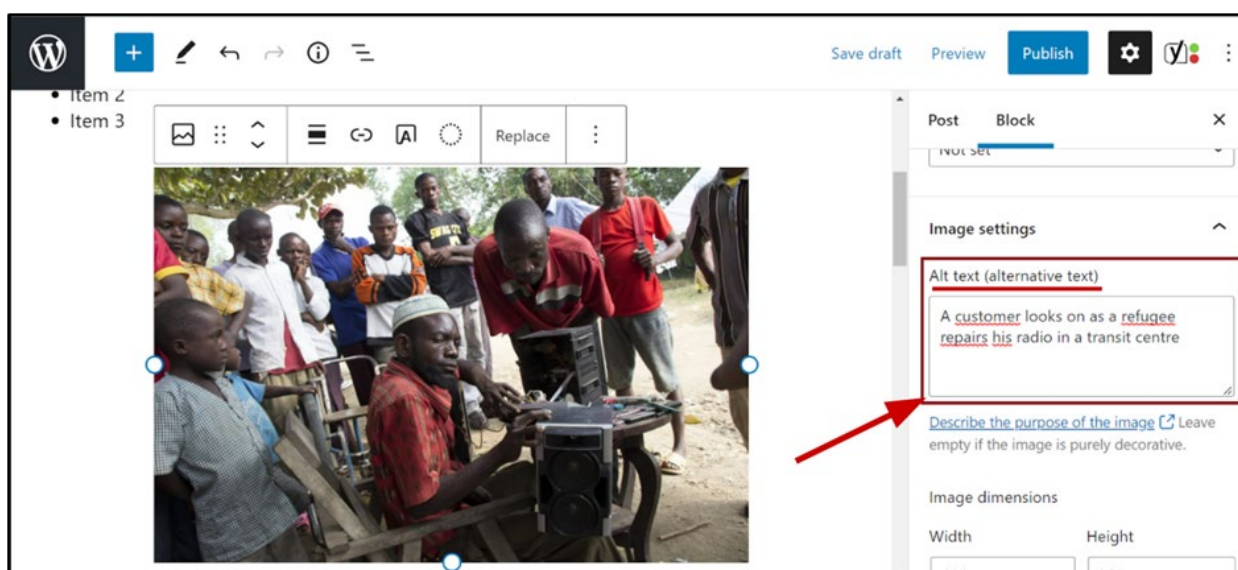 Save draft
Preview
Publish
Item 2
Item 3
Replace
Post
Block
Not set
Image settings
Alt text (alternative text)
A customer looks on as a refugee
repairs his radio in a transit centre
Describe the purpose of the image Leave
empty if the image is purely decorative.
Image dimensions
Width
Height